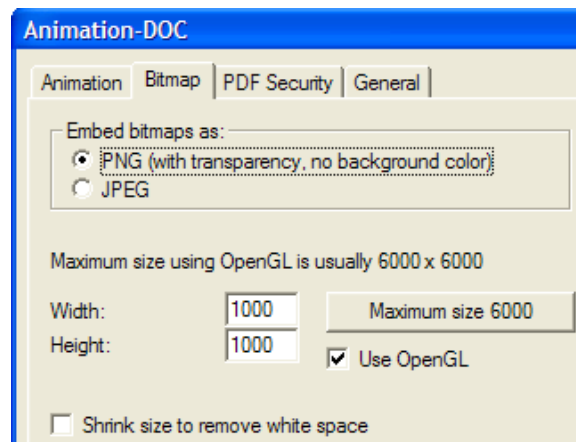 Animation-DOC
Animation Bitmap PDF Security General
Embed bitmaps as:
PNG (with transparency, no background color)
JPEG
Maximum size using OpenGL is usually 6000 x 6000
Width: 1000 Maximum size 6000
Height: 1000 Use OpenGL
Shrink size to remove white space